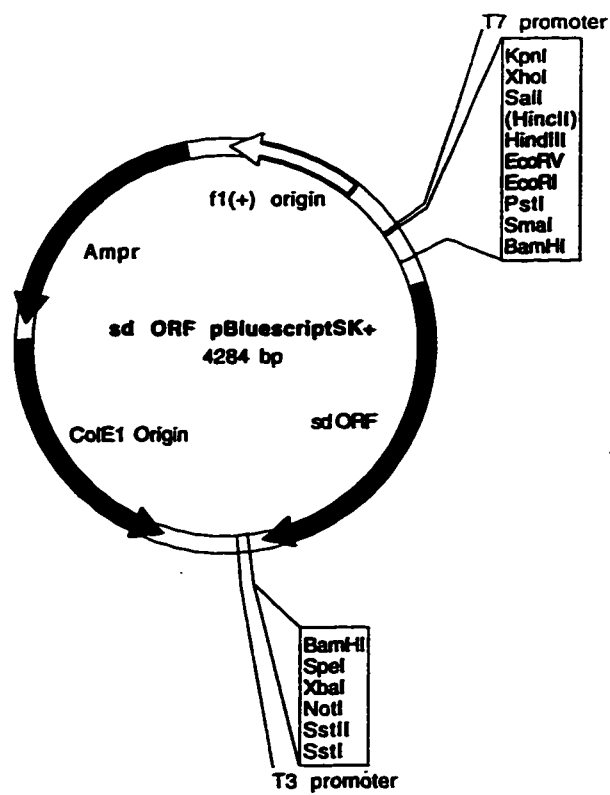 T7 promoter
KpnI
XhoI
SalI
(HincII)
HindIII
EcoRV
EcoRI
PstI
SmaI
BamHI
f1(+) origin
Ampr
sd ORF pBluescriptSK+
4284 bp
sd ORF
ColE1 Origin
BamHI
SpeI
XbaI
NotI
SstII
SstI
T3 promoter